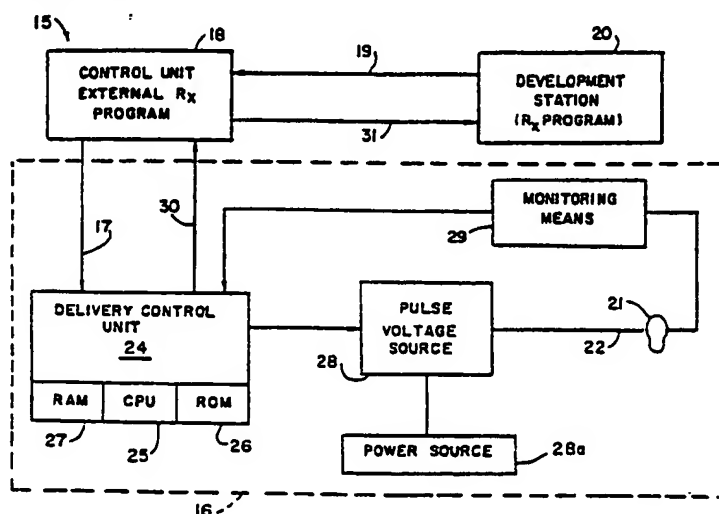 15
18
CONTROL UNIT
EXTERNAL Rx
PROGRAM
19
31
20
DEVELOPMENT
STATION
(Rx PROGRAM)
17
30
MONITORING
MEANS
29
DELIVERY CONTROL
UNIT
24
RAM
CPU
ROM
27
25
26
PULSE
VOLTAGE
SOURCE
28
21
22
POWER SOURCE
28a
16